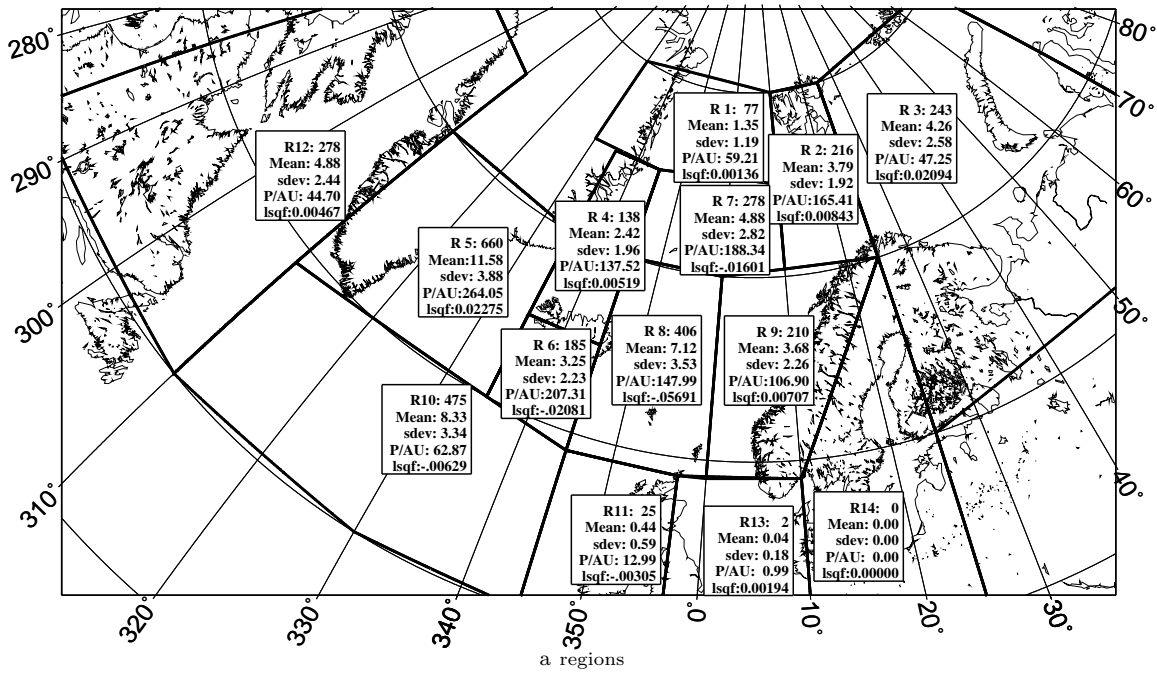 280°
290°
300°
310°
320°
330°
340°
350°
0°
10°
20°
30°
40°
50°
60°
70°
80°
R 1: 77
Mean: 1.35
sdev: 1.19
P/AU: 59.21
lsqf:0.00136
R 2: 216
Mean: 3.79
sdev: 1.92
P/AU:165.41
lsqf:0.00843
R 3: 243
Mean: 4.26
sdev: 2.58
P/AU: 47.25
lsqf:0.02094
R12: 278
Mean: 4.88
sdev: 2.44
P/AU: 44.70
lsqf:0.00467
R 7: 278
Mean: 4.88
sdev: 2.82
P/AU:188.34
lsqf:-.01601
R 4: 138
Mean: 2.42
sdev: 1.96
P/AU:137.52
lsqf:0.00519
R 5: 660
Mean:11.58
sdev: 3.88
P/AU:264.05
lsqf:0.02275
R 6: 185
Mean: 3.25
sdev: 2.23
P/AU:207.31
lsqf:-.02081
R 8: 406
Mean: 7.12
sdev: 3.53
P/AU:147.99
lsqf:-.05691
R 9: 210
Mean: 3.68
sdev: 2.26
P/AU:106.90
lsqf:0.00707
R10: 475
Mean: 8.33
sdev: 3.34
P/AU: 62.87
lsqf:-.00629
R11: 25
Mean: 0.44
sdev: 0.59
P/AU: 12.99
lsqf:-.00305
R13: 2
Mean: 0.04
sdev: 0.18
P/AU: 0.99
lsqf:0.00194
R14: 0
Mean: 0.00
sdev: 0.00
P/AU: 0.00
lsqf:0.00000
a regions